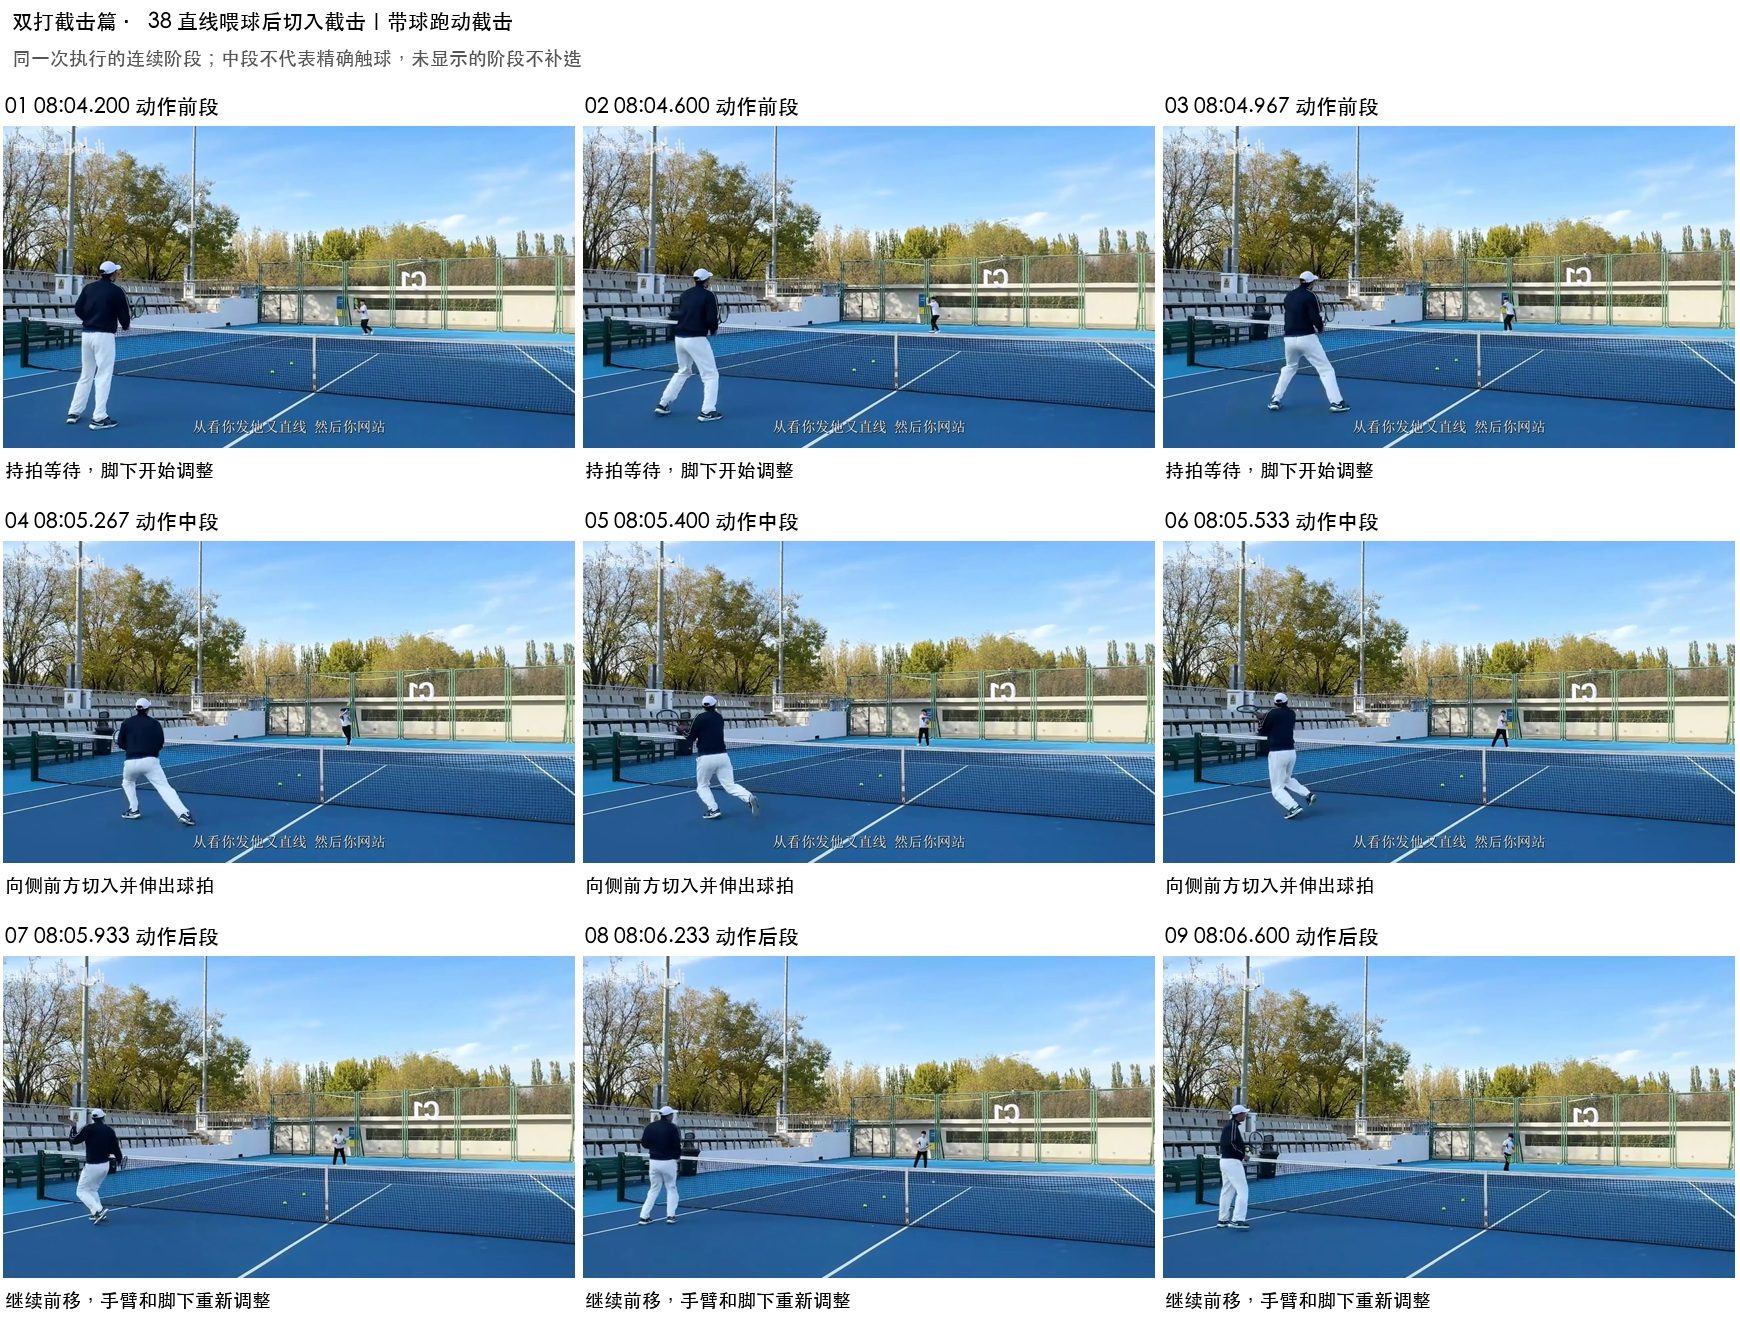 双打截击篇· 38 直线喂球后切入截击丨带球跑动截击
同一次执行的连续阶段；中段不代表精确触球，未显示的阶段不补造
01 08:04.200 动作前段
02 08:04.600 动作前段
03 08:04.967 动作前段
C1
C1
C1
从看你发他又直线 然后你网站
从看你发他又直线 然后你网站
从看你发他又直线 然后你网站
持拍等待，脚下开始调整
持拍等待，脚下开始调整
持拍等待，脚下开始调整
04 08:05.267 动作中段
05 08:05.400 动作中段
06 08:05.533 动作中段
C1
C1
C1
从看你发他又直线 然后你网站
从看你发他又直线 然后你网站
从看你发他又直线 然后你网站
向侧前方切入并伸出球拍
向侧前方切入并伸出球拍
向侧前方切入并伸出球拍
07 08:05.933 动作后段
08 08:06.233 动作后段
09 08:06.600 动作后段
C1
C1
C1
继续前移，手臂和脚下重新调整
继续前移，手臂和脚下重新调整
继续前移，手臂和脚下重新调整